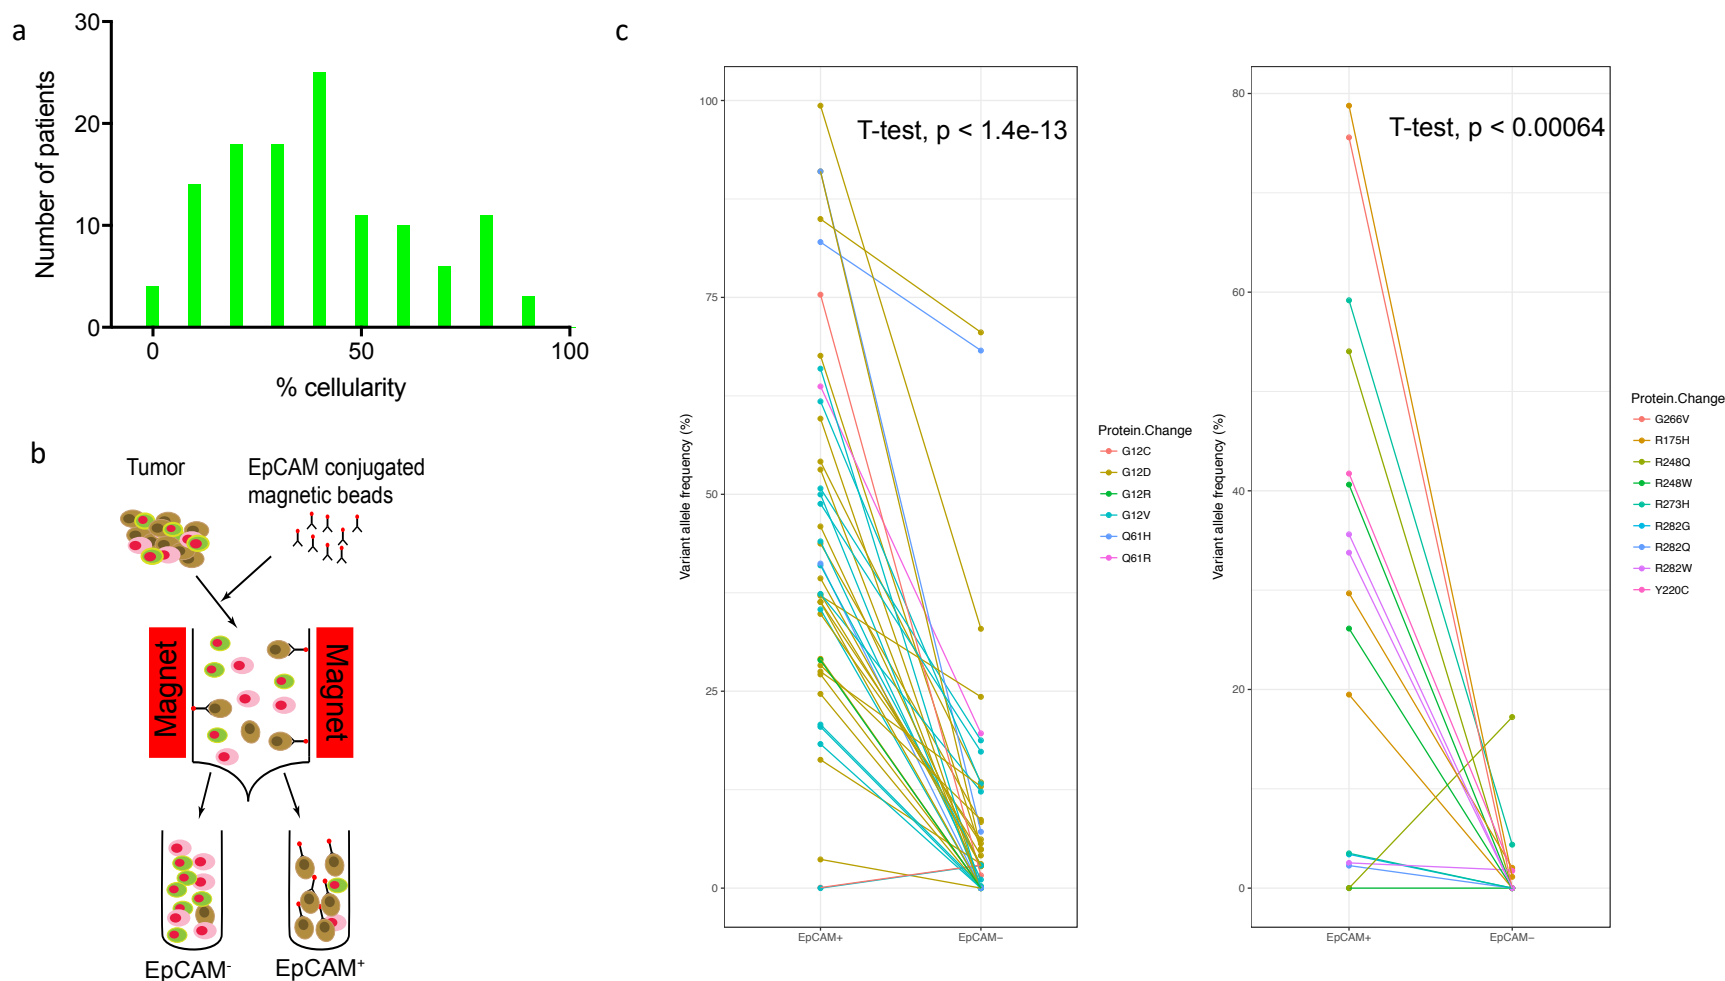 a
30
20
10
0
Number of patients
0
50
100
% cellularity
b
Tumor
EpCAM conjugated
magnetic beads
Magnet
Magnet
EpCAM-
EpCAM+
c
100
75
50
25
0
Variant allele frequency (%)
T-test, p < 1.4e-13
EpCAM+
EpCAM−
Protein.Change
G12C
G12D
G12R
G12V
Q61H
Q61R
80
60
40
20
0
Variant allele frequency (%)
T-test, p < 0.00064
EpCAM+
EpCAM−
Protein.Change
G266V
R175H
R248Q
R248W
R273H
R282G
R282Q
R282W
Y220C